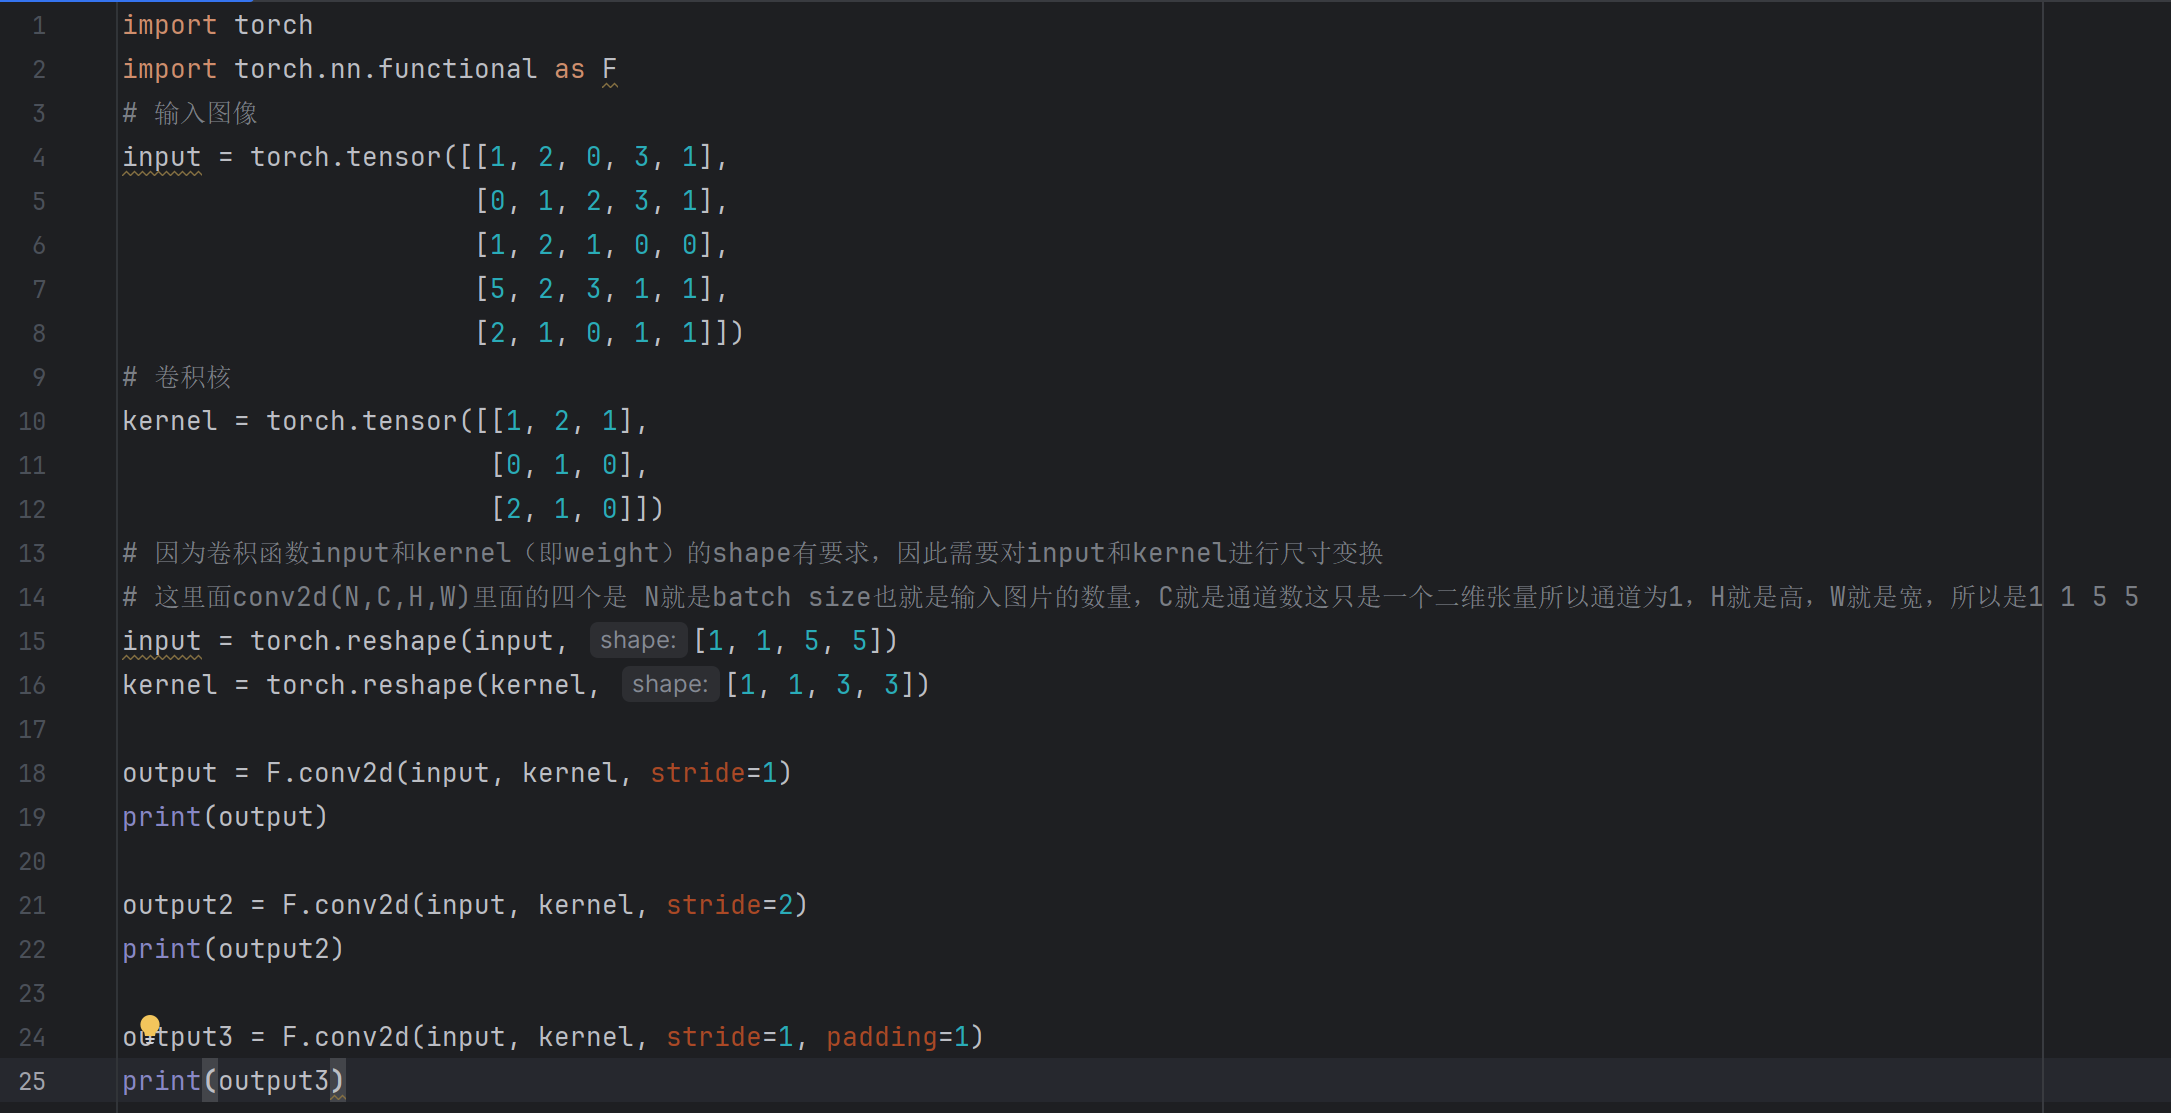 1 import torch
2 import torch.nn.functional as F
3 # 输入图像
4 input = torch.tensor([[1, 2, 0, 3, 1],
5 [0, 1, 2, 3, 1],
6 [1, 2, 1, 0, 0],
7 [5, 2, 3, 1, 1],
8 [2, 1, 0, 1, 1]])
9 # 卷积核
10 kernel = torch.tensor([[1, 2, 1],
11 [0, 1, 0],
12 [2, 1, 0]])
13 # 因为卷积函数input和kernel（即weight）的shape有要求，因此需要对input和kernel进行尺寸变换
14 # 这里面conv2d(N,C,H,W)里面的四个是 N就是batch size也就是输入图片的数量，C就是通道数这只是一个二维张量所以通道为1，H就是高，W就是宽，所以是1 1 5 5
15 input = torch.reshape(input, shape: [1, 1, 5, 5])
16 kernel = torch.reshape(kernel, shape: [1, 1, 3, 3])
17
18 output = F.conv2d(input, kernel, stride=1)
19 print(output)
20
21 output2 = F.conv2d(input, kernel, stride=2)
22 print(output2)
23
24 output3 = F.conv2d(input, kernel, stride=1, padding=1)
25 print(output3)